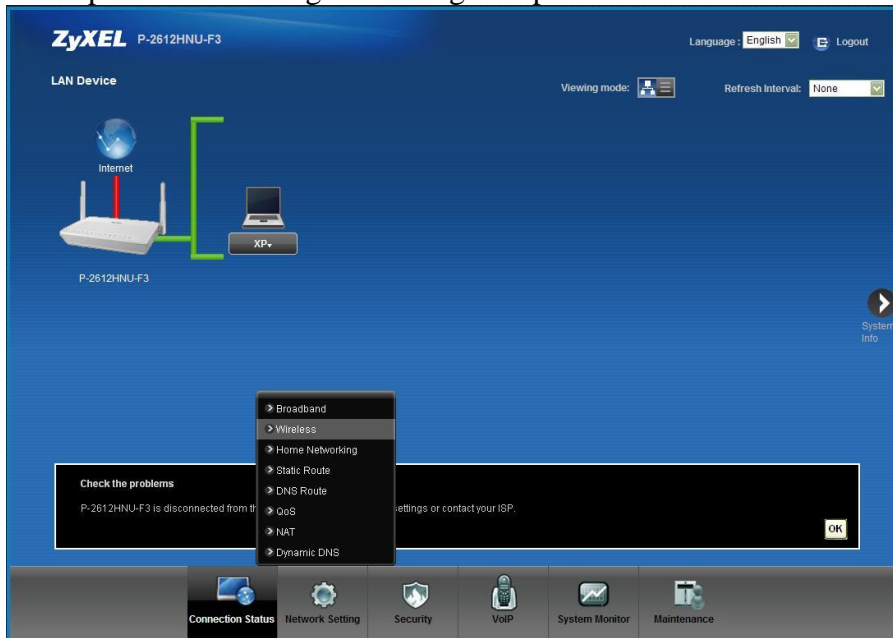 ZyXEL P-2612HNU-F3
Language : English
Logout
LAN Device
Viewing mode:
Refresh Interval: None
Internet
XP
P-2612HNU-F3
System Info
Broadband
Wireless
Home Networking
Static Route
DNS Route
QoS
NAT
Dynamic DNS
Check the problems
P-2612HNU-F3 is disconnected from settings or contact your ISP.
OK
Connection Status
Network Setting
Security
VoIP
System Monitor
Maintenance